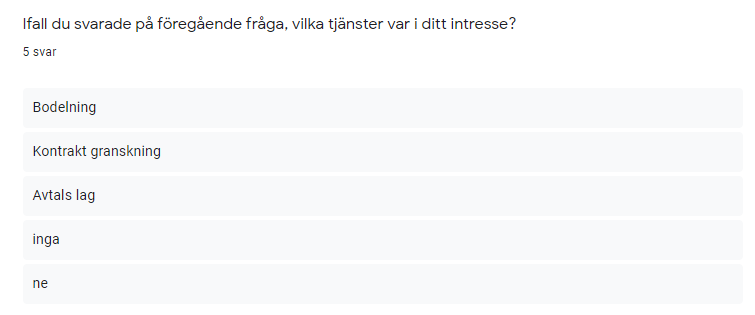 Ifall du svarade på föregående fråga, vilka tjänster var i ditt intresse?
5 svar
Bodelning
Kontrakt granskning
Avtals lag
inga
ne